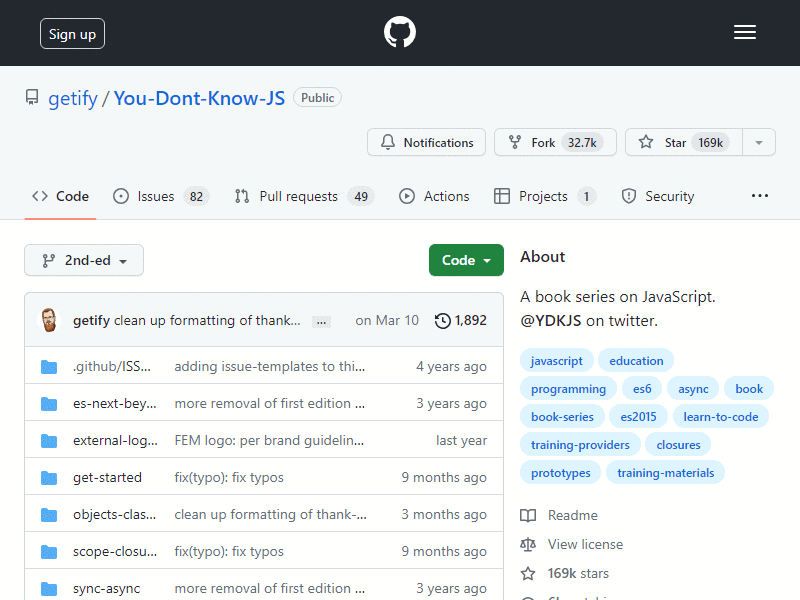 Sign up
getify / You-Dont-Know-JS Public
Notifications Fork 32.7k Star 169k
Code Issues 82 Pull requests 49 Actions Projects 1 Security ...
2nd-ed Code
getify clean up formatting of thank... ... on Mar 10 1,892
.github/ISS... adding issue-templates to thi... 4 years ago
es-next-bey... more removal of first edition ... 3 years ago
external-log... FEM logo: per brand guidelin... last year
get-started fix(typo): fix typos 9 months ago
objects-clas... clean up formatting of thank-... 3 months ago
scope-closu... fix(typo): fix typos 9 months ago
sync-async more removal of first edition ... 3 years ago
About
A book series on JavaScript.
@YDKJS on twitter.
javascript education
programming es6 async book
book-series es2015 learn-to-code
training-providers closures
prototypes training-materials
Readme
View license
169k stars